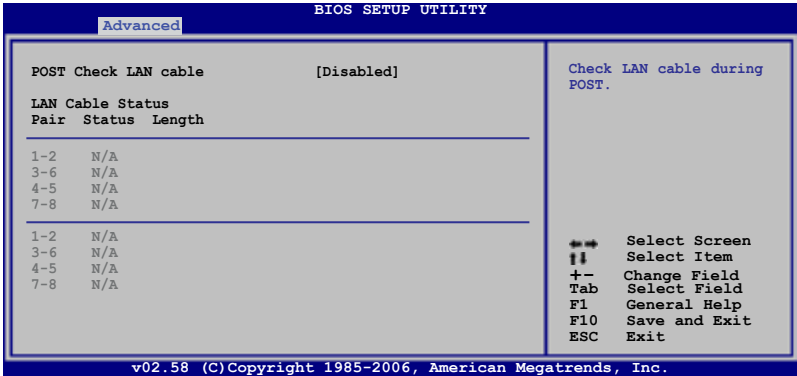 BIOS SETUP UTILITY
Advanced
POST Check LAN cable [Disabled]
LAN Cable Status
Pair Status Length
1-2 N/A
3-6 N/A
4-5 N/A
7-8 N/A
1-2 N/A
3-6 N/A
4-5 N/A
7-8 N/A
Check LAN cable during
POST.
←→ Select Screen
↑↓ Select Item
+- Change Field
Tab Select Field
F1 General Help
F10 Save and Exit
ESC Exit
v02.58 (C)Copyright 1985-2006, American Megatrends, Inc.